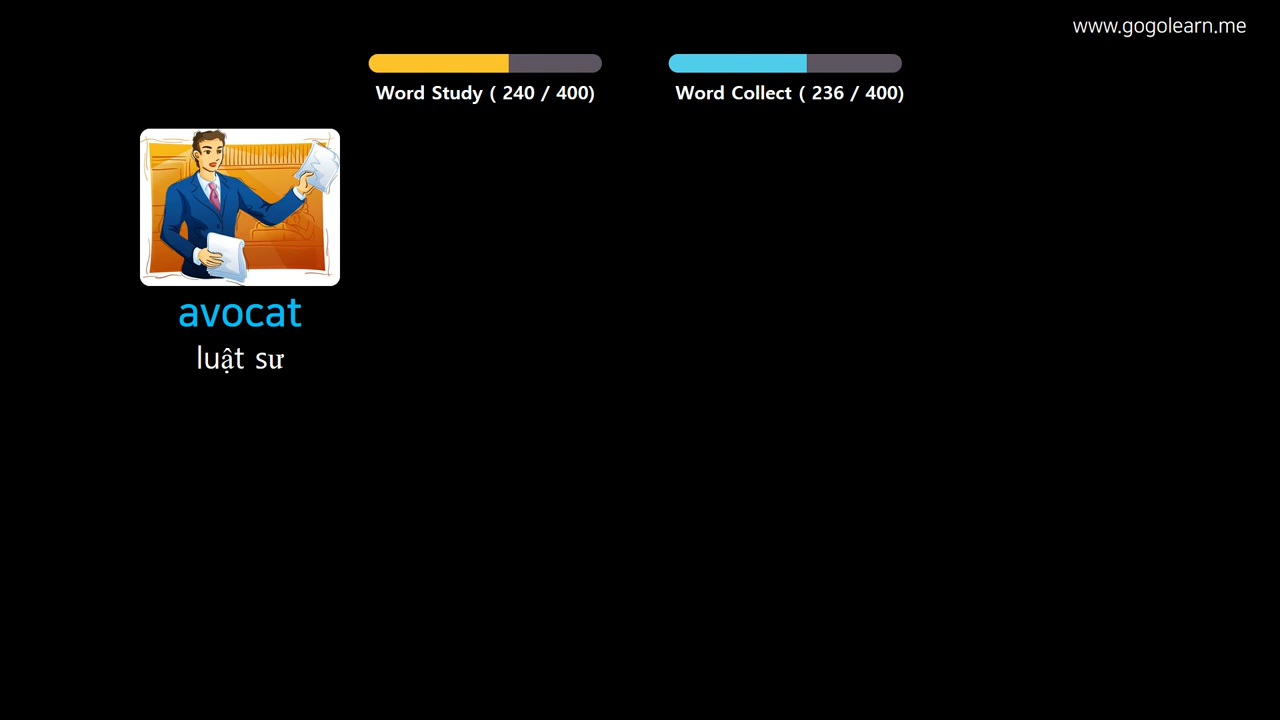 www.gogolearn.me
Word Study ( 240 / 400)
Word Collect ( 236 / 400)
avocat
luật sư